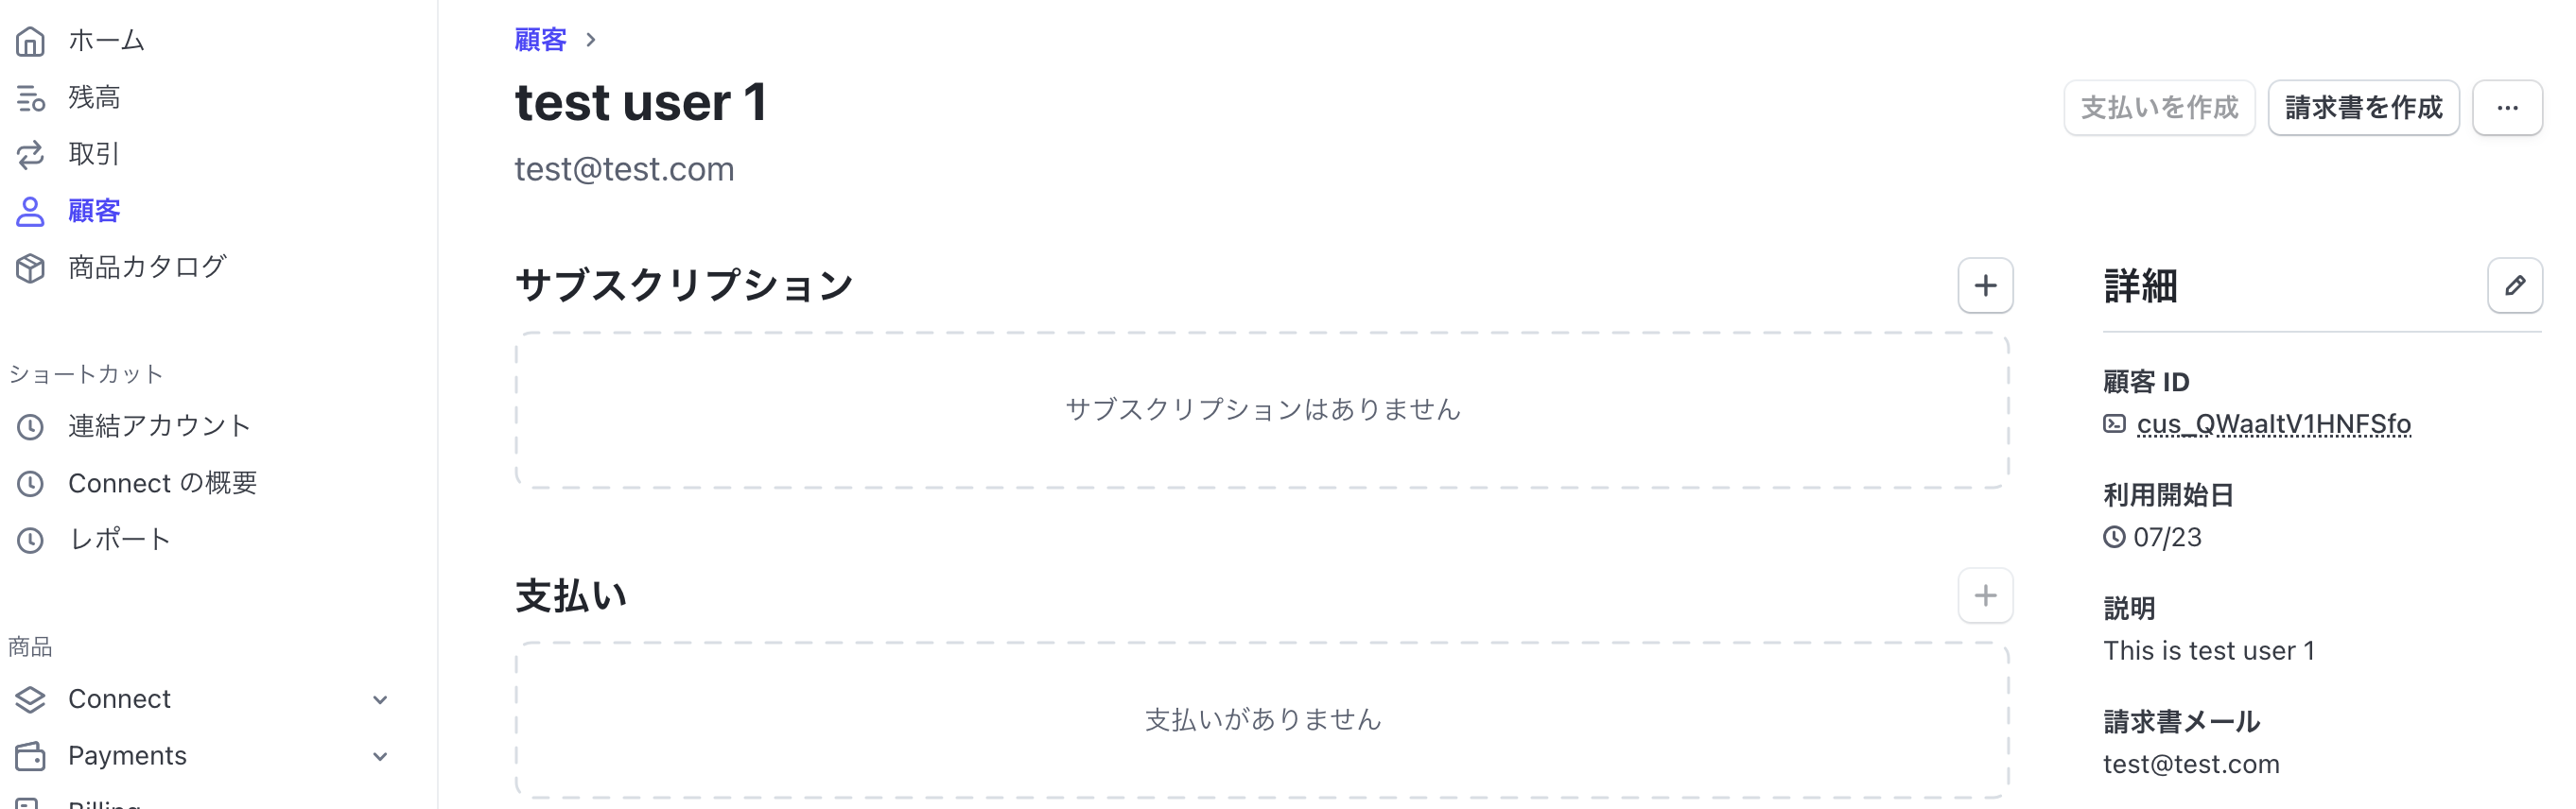 ホーム
残高
取引
顧客
商品カタログ
ショートカット
連結アカウント
Connect の概要
レポート
商品
Connect
Payments
Billing
顧客
test user 1
test@test.com
支払いを作成
請求書を作成
サブスクリプション
サブスクリプションはありません
支払い
支払いがありません
詳細
顧客 ID
cus_QWaaItV1HNFSfo
利用開始日
07/23
説明
This is test user 1
請求書メール
test@test.com